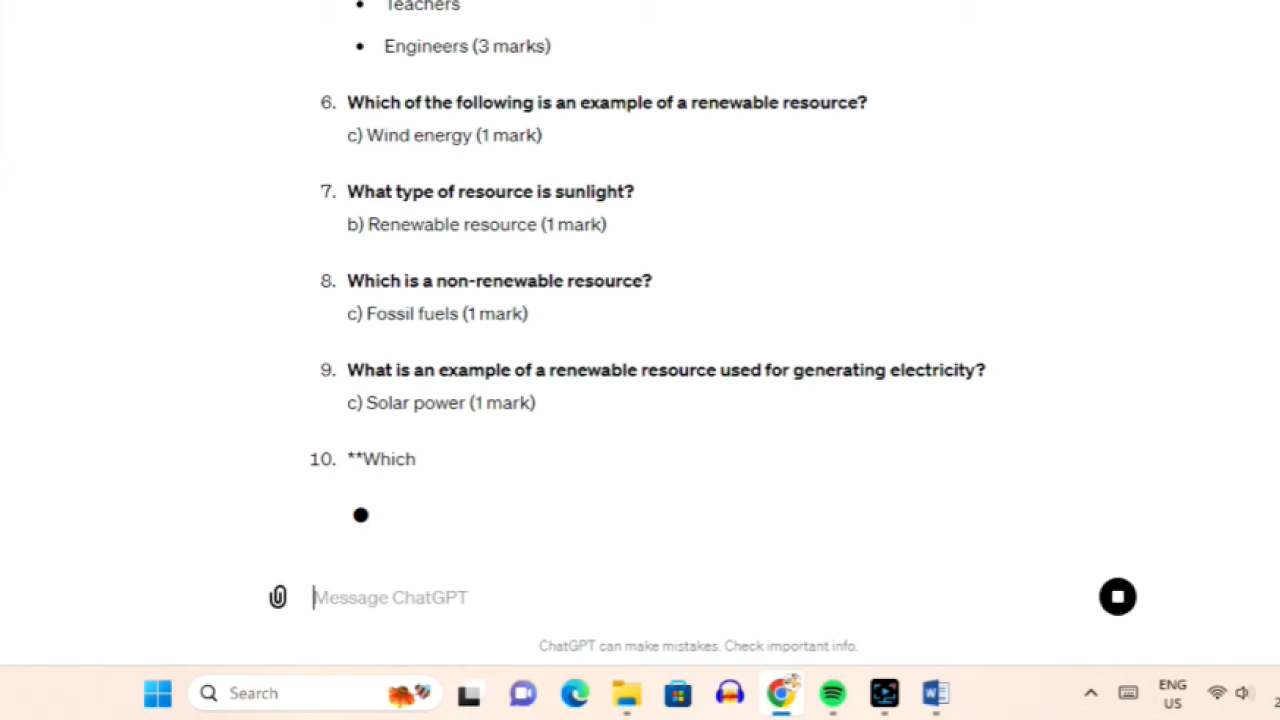 Teachers
Engineers (3 marks)
6. Which of the following is an example of a renewable resource?
c) Wind energy (1 mark)
7. What type of resource is sunlight?
b) Renewable resource (1 mark)
8. Which is a non-renewable resource?
c) Fossil fuels (1 mark)
9. What is an example of a renewable resource used for generating electricity?
c) Solar power (1 mark)
10. **Which
Message ChatGPT
ChatGPT can make mistakes. Check important info.
Search
ENG
US